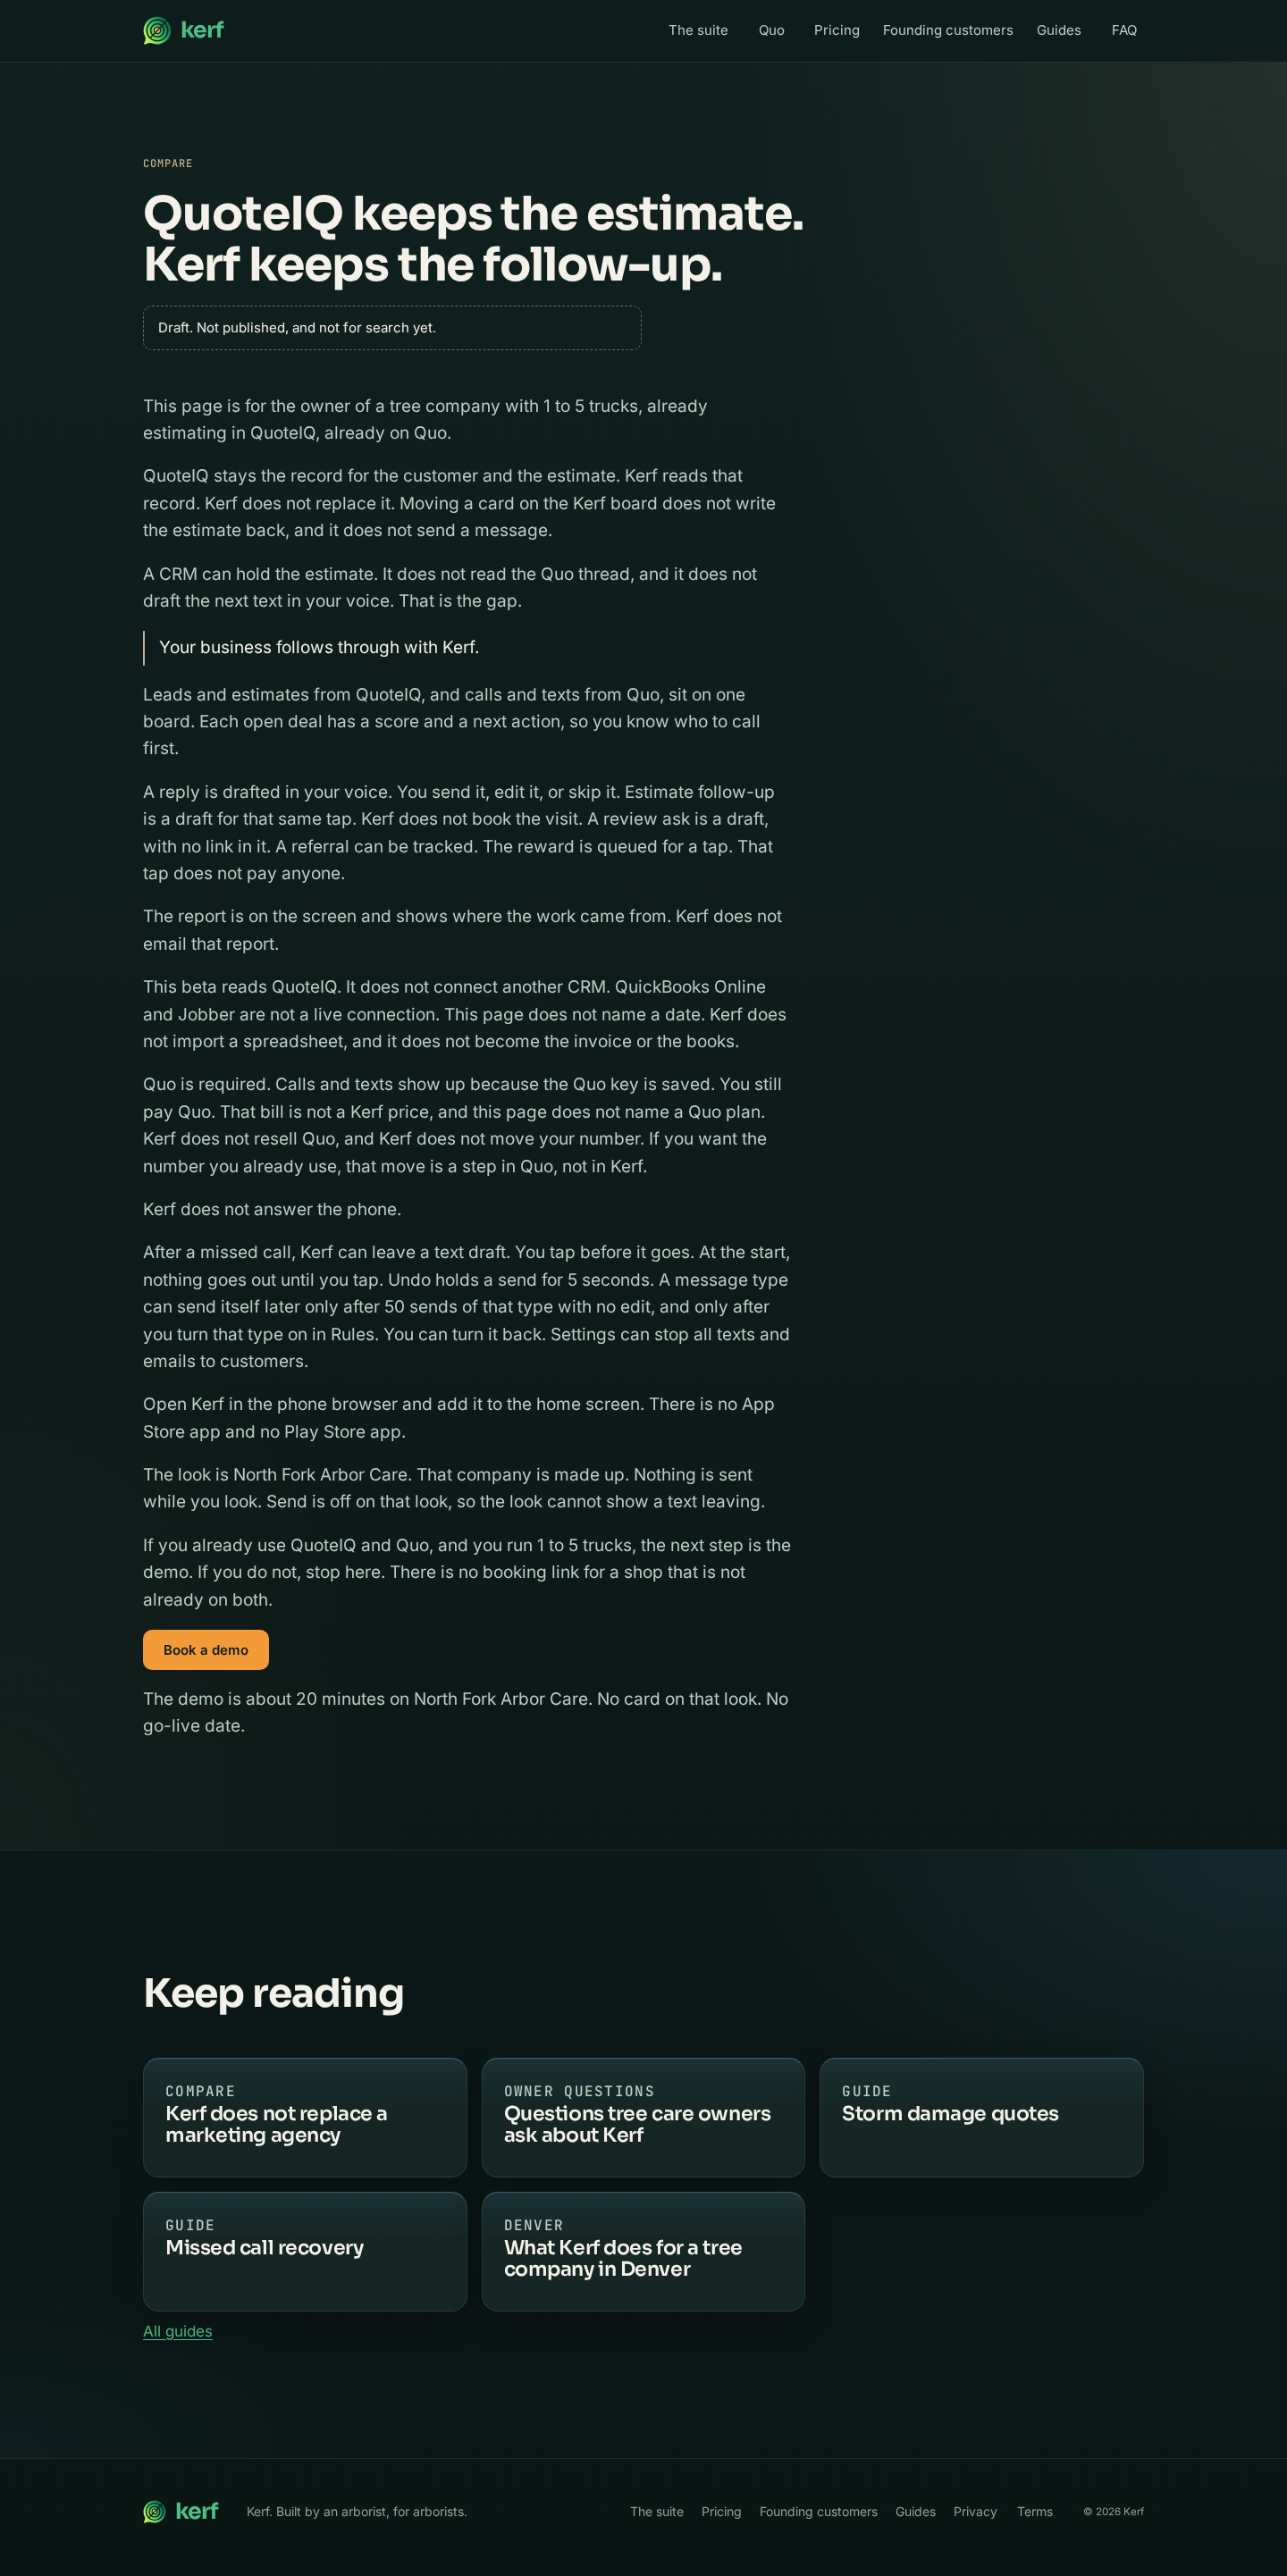 kerf
The suite
Quo
Pricing
Founding customers
Guides
FAQ
COMPARE
QuoteIQ keeps the estimate.
Kerf keeps the follow-up.
Draft. Not published, and not for search yet.
This page is for the owner of a tree company with 1 to 5 trucks, already
estimating in QuoteIQ, already on Quo.
QuoteIQ stays the record for the customer and the estimate. Kerf reads that
record. Kerf does not replace it. Moving a card on the Kerf board does not write
the estimate back, and it does not send a message.
A CRM can hold the estimate. It does not read the Quo thread, and it does not
draft the next text in your voice. That is the gap.
Your business follows through with Kerf.
Leads and estimates from QuoteIQ, and calls and texts from Quo, sit on one
board. Each open deal has a score and a next action, so you know who to call
first.
A reply is drafted in your voice. You send it, edit it, or skip it. Estimate follow-up
is a draft for that same tap. Kerf does not book the visit. A review ask is a draft,
with no link in it. A referral can be tracked. The reward is queued for a tap. That
tap does not pay anyone.
The report is on the screen and shows where the work came from. Kerf does not
email that report.
This beta reads QuoteIQ. It does not connect another CRM. QuickBooks Online
and Jobber are not a live connection. This page does not name a date. Kerf does
not import a spreadsheet, and it does not become the invoice or the books.
Quo is required. Calls and texts show up because the Quo key is saved. You still
pay Quo. That bill is not a Kerf price, and this page does not name a Quo plan.
Kerf does not resell Quo, and Kerf does not move your number. If you want the
number you already use, that move is a step in Quo, not in Kerf.
Kerf does not answer the phone.
After a missed call, Kerf can leave a text draft. You tap before it goes. At the start,
nothing goes out until you tap. Undo holds a send for 5 seconds. A message type
can send itself later only after 50 sends of that type with no edit, and only after
you turn that type on in Rules. You can turn it back. Settings can stop all texts and
emails to customers.
Open Kerf in the phone browser and add it to the home screen. There is no App
Store app and no Play Store app.
The look is North Fork Arbor Care. That company is made up. Nothing is sent
while you look. Send is off on that look, so the look cannot show a text leaving.
If you already use QuoteIQ and Quo, and you run 1 to 5 trucks, the next step is the
demo. If you do not, stop here. There is no booking link for a shop that is not
already on both.
Book a demo
The demo is about 20 minutes on North Fork Arbor Care. No card on that look. No
go-live date.
Keep reading
COMPARE
Kerf does not replace a
marketing agency
OWNER QUESTIONS
Questions tree care owners
ask about Kerf
GUIDE
Storm damage quotes
GUIDE
Missed call recovery
DENVER
What Kerf does for a tree
company in Denver
All guides
kerf
Kerf. Built by an arborist, for arborists.
The suite
Pricing
Founding customers
Guides
Privacy
Terms
© 2026 Kerf